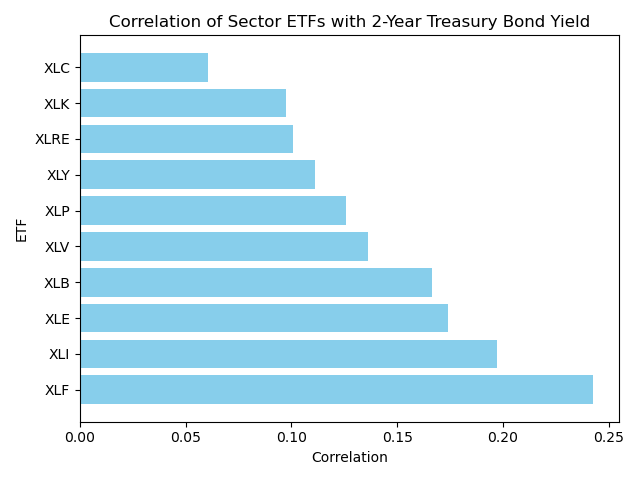 Correlation of Sector ETFs with 2-Year Treasury Bond Yield
XLC
XLK
XLRE
XLY
XLP
XLV
XLB
XLE
XLI
XLF
ETF
0.00 0.05 0.10 0.15 0.20 0.25
Correlation